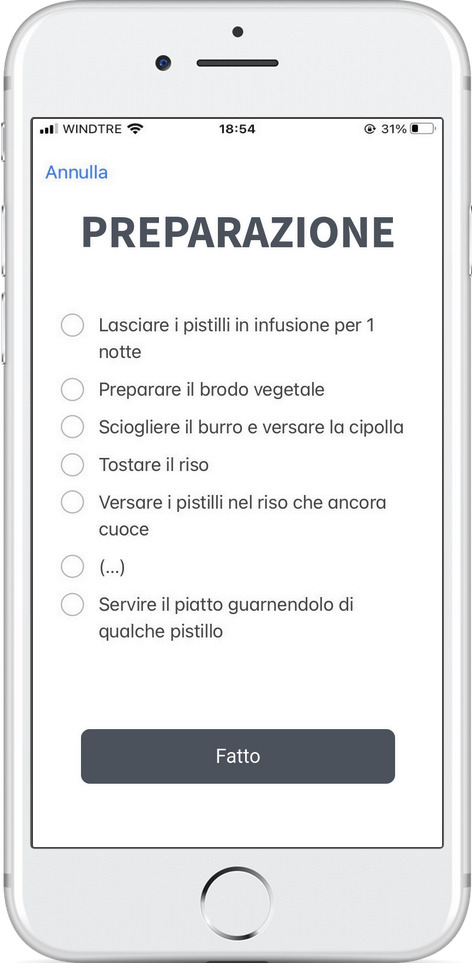 WINDTRE 18:54 31%
Annulla
PREPARAZIONE
Lasciare i pistilli in infusione per 1
notte
Preparare il brodo vegetale
Sciogliere il burro e versare la cipolla
Tostare il riso
Versare i pistilli nel riso che ancora
cuoce
(...)
Servire il piatto guarnendolo di
qualche pistillo
Fatto